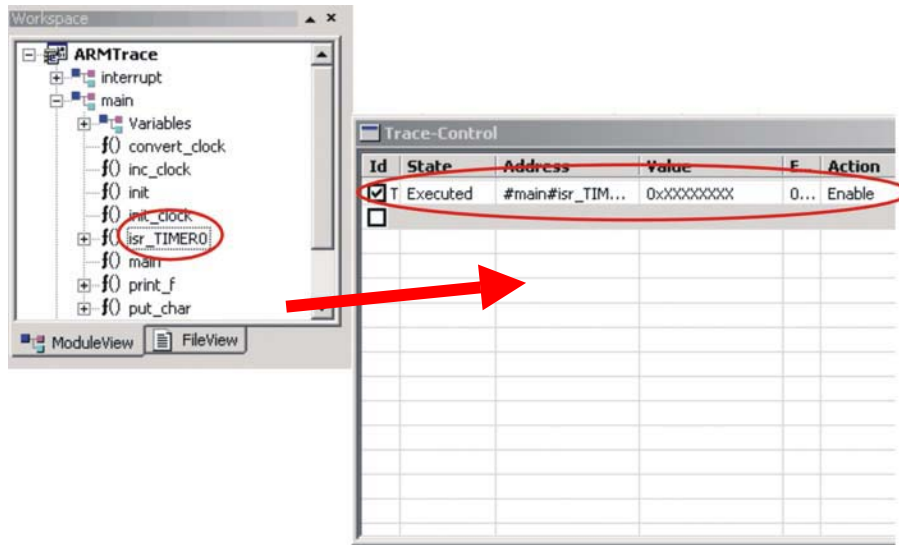 Workspace
ARMTrace
interrupt
main
Variables
f() convert_clock
f() inc_clock
f() init
f() init_clock
f() isr_TIMER0
f() main
f() print_f
f() put_char
ModuleView FileView
Trace-Control
Id State Address Value E... Action
T Executed #main#isr_TIM... 0xXXXXXXXX 0... Enable